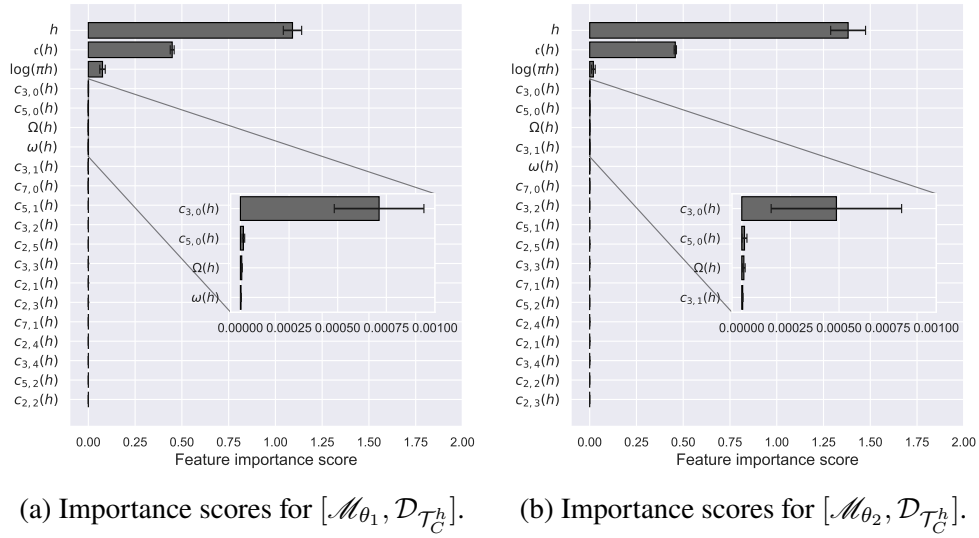 h
𝔠(h)
log(πh)
c₃,₀(h)
c₅,₀(h)
Ω(h)
ω(h)
c₃,₁(h)
c₇,₀(h)
c₅,₁(h)
c₃,₂(h)
c₂,₅(h)
c₃,₃(h)
c₂,₁(h)
c₂,₃(h)
c₇,₁(h)
c₂,₄(h)
c₃,₄(h)
c₅,₂(h)
c₂,₂(h)
c₃,₀(h)
c₅,₀(h)
Ω(h)
ω(h)
0.00000 0.00025 0.00050 0.00075 0.00100
0.00 0.25 0.50 0.75 1.00 1.25 1.50 1.75 2.00
Feature importance score
(a) Importance scores for [ℳ_θ₁, 𝒟_𝒯_C^h].
h
𝔠(h)
log(πh)
c₃,₀(h)
c₅,₀(h)
Ω(h)
c₃,₁(h)
ω(h)
c₇,₀(h)
c₃,₂(h)
c₅,₁(h)
c₂,₅(h)
c₃,₃(h)
c₇,₁(h)
c₅,₂(h)
c₂,₄(h)
c₂,₁(h)
c₃,₄(h)
c₂,₂(h)
c₂,₃(h)
c₃,₀(h)
c₅,₀(h)
Ω(h)
c₃,₁(h)
0.00000 0.00025 0.00050 0.00075 0.00100
0.00 0.25 0.50 0.75 1.00 1.25 1.50 1.75 2.00
Feature importance score
(b) Importance scores for [ℳ_θ₂, 𝒟_𝒯_C^h].